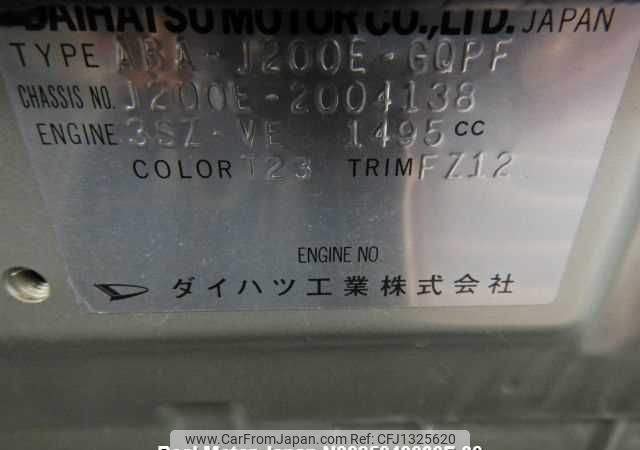 DAIHATSU MOTOR CO.,LTD. JAPAN
TYPE ABA-J200E-GQPF
CHASSIS NO. J200E-2004138
ENGINE 3SZ-VE 1495 CC
COLOR T23 TRIM FZ12
ENGINE NO.
ダイハツ工業株式会社
www.CarFromJapan.com - CFJ1325620